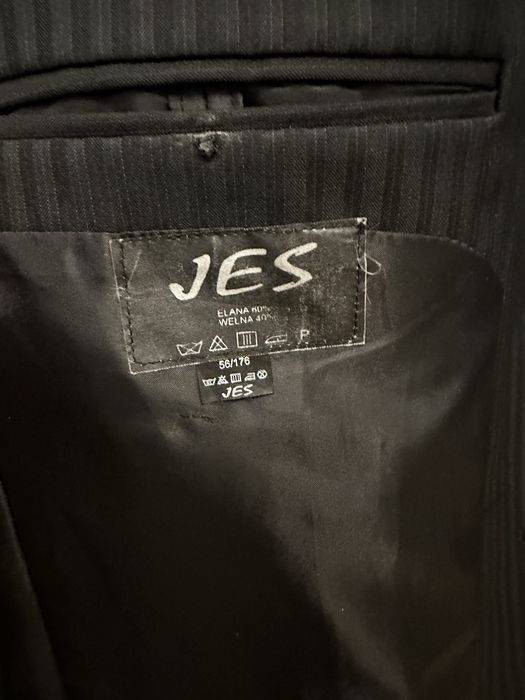 JES
ELANA 60%
WEŁNA 40%
P
56/176
JES